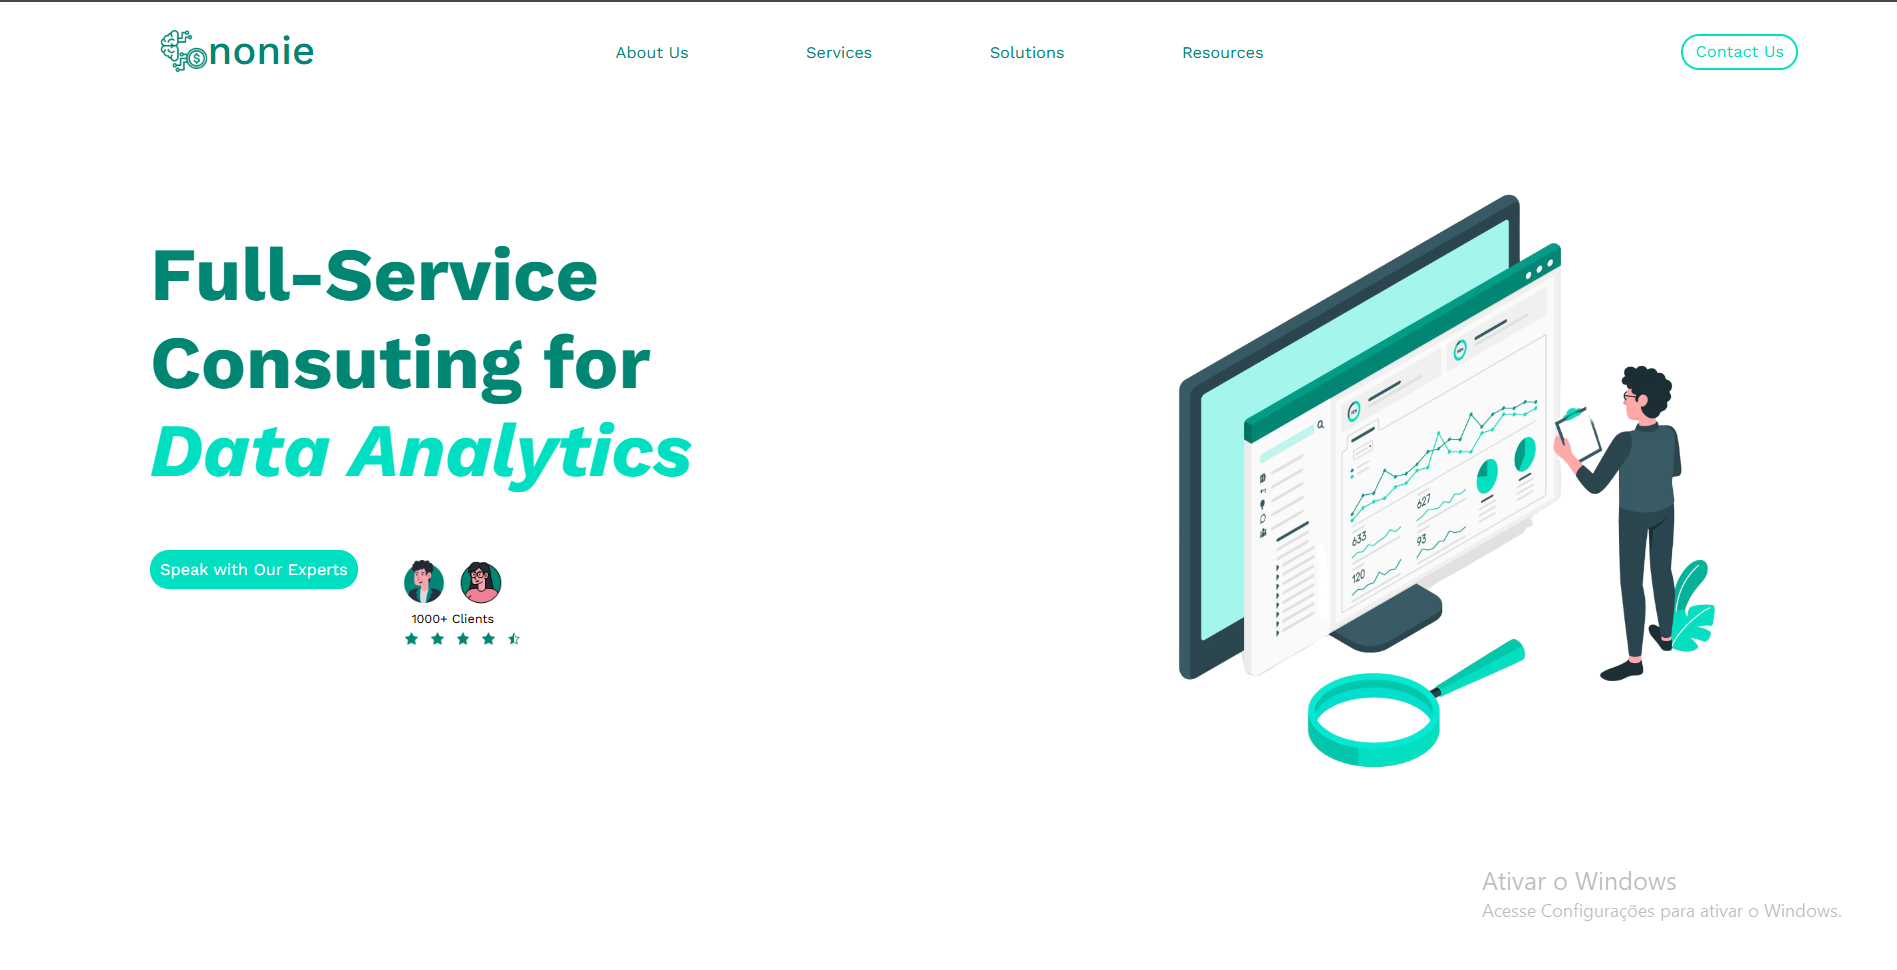 nonie
About Us
Services
Solutions
Resources
Contact Us
Full-Service
Consuting for
Data Analytics
Speak with Our Experts
1000+ Clients
633
627
93
120
Ativar o Windows
Acesse Configurações para ativar o Windows.